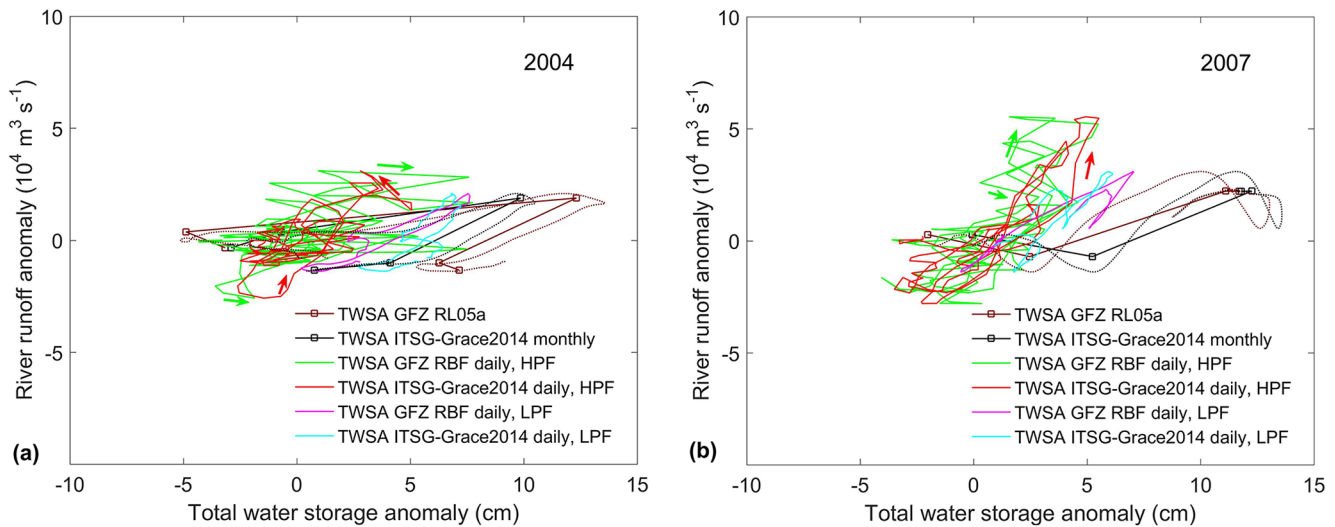 10
5
0
-5
-10
-5
0
5
10
15
River runoff anomaly (10⁴ m³ s⁻¹)
Total water storage anomaly (cm)
2004
TWSA GFZ RL05a
TWSA ITSG-Grace2014 monthly
TWSA GFZ RBF daily, HPF
TWSA ITSG-Grace2014 daily, HPF
TWSA GFZ RBF daily, LPF
TWSA ITSG-Grace2014 daily, LPF
(a)
10
5
0
-5
-10
-10
-5
0
5
10
15
River runoff anomaly (10⁴ m³ s⁻¹)
Total water storage anomaly (cm)
2007
TWSA GFZ RL05a
TWSA ITSG-Grace2014 monthly
TWSA GFZ RBF daily, HPF
TWSA ITSG-Grace2014 daily, HPF
TWSA GFZ RBF daily, LPF
TWSA ITSG-Grace2014 daily, LPF
(b)